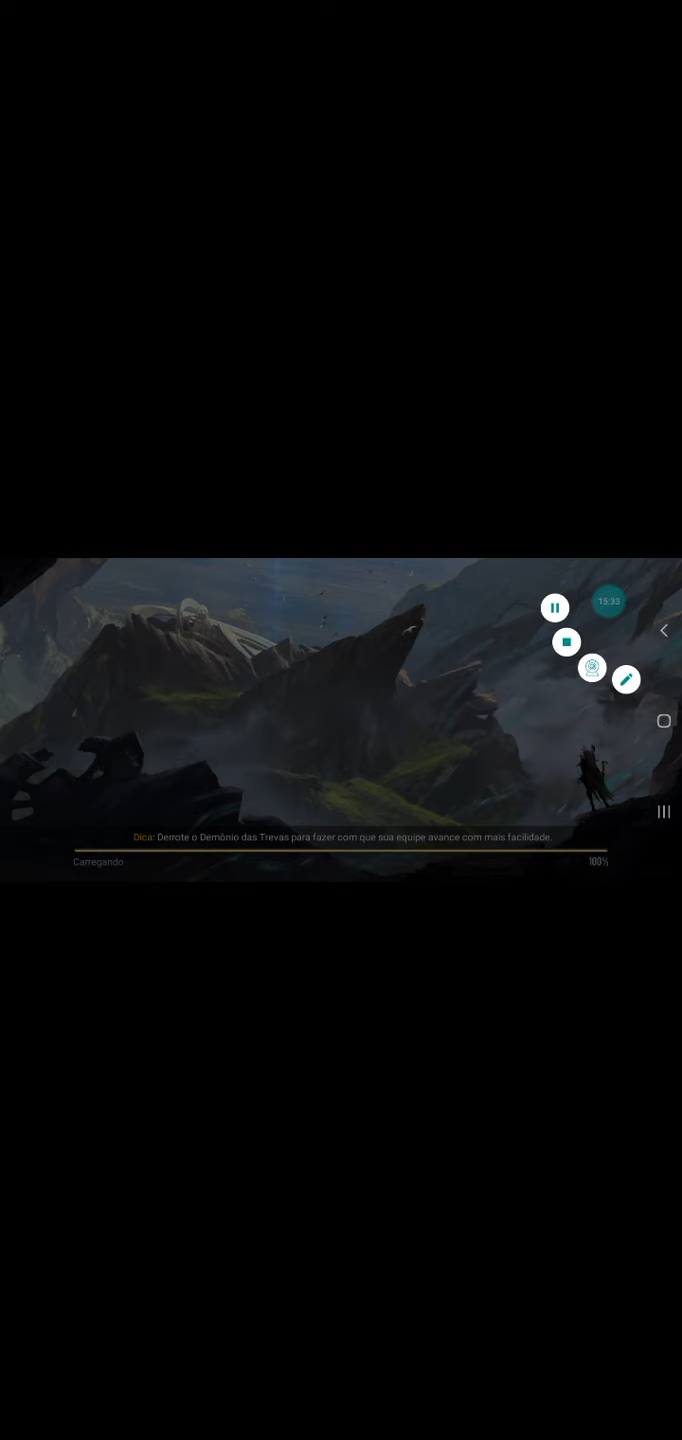 15:33
Dica: Derrote o Demônio das Trevas para fazer com que sua equipe avance com mais facilidade.
Carregando 100%